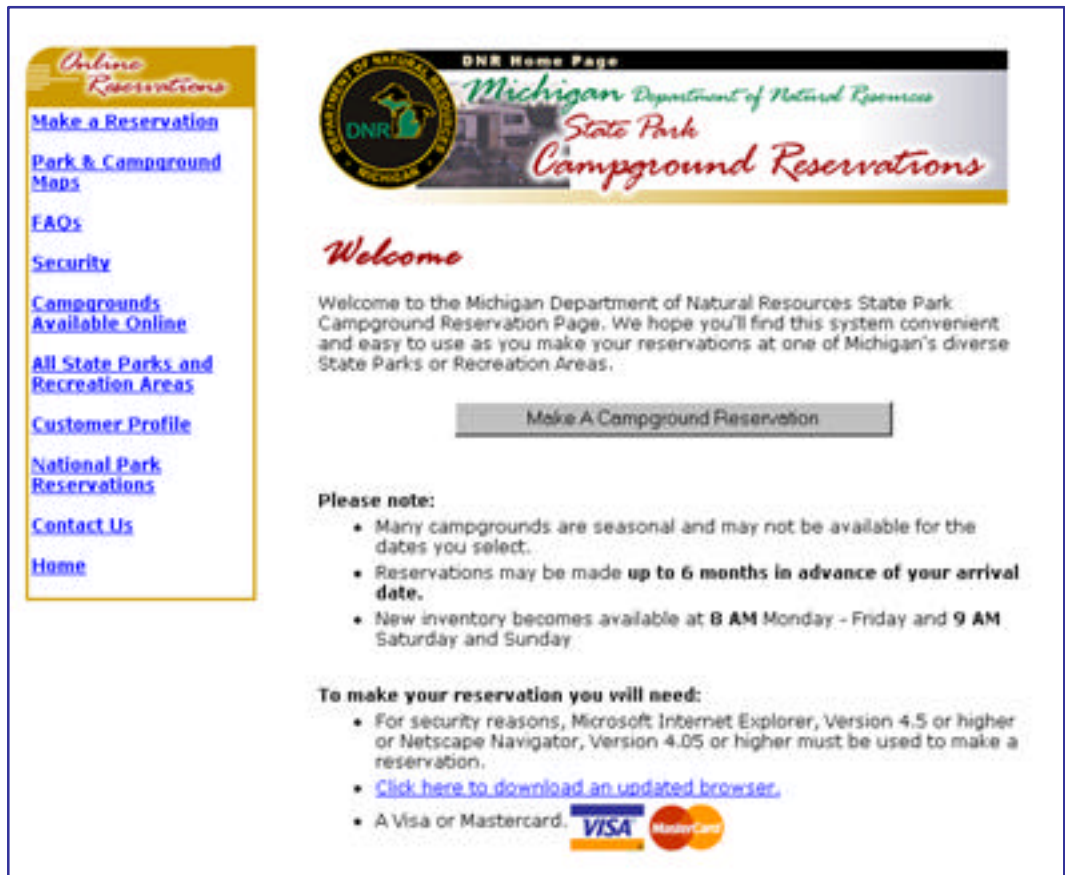 Online
Reservations
Make a Reservation
Park & Campground
Maps
FAQs
Security
Campgrounds
Available Online
All State Parks and
Recreation Areas
Customer Profile
National Park
Reservations
Contact Us
Home
DEPARTMENT OF NATURAL RESOURCES
DNR
MICHIGAN
DNR Home Page
Michigan Department of Natural Resources
State Park
Campground Reservations
Welcome
Welcome to the Michigan Department of Natural Resources State Park
Campground Reservation Page. We hope you'll find this system convenient
and easy to use as you make your reservations at one of Michigan's diverse
State Parks or Recreation Areas.
Make A Campground Reservation
Please note:
• Many campgrounds are seasonal and may not be available for the
dates you select.
• Reservations may be made up to 6 months in advance of your arrival
date.
• New inventory becomes available at 8 AM Monday - Friday and 9 AM
Saturday and Sunday
To make your reservation you will need:
• For security reasons, Microsoft Internet Explorer, Version 4.5 or higher
or Netscape Navigator, Version 4.05 or higher must be used to make a
reservation.
• Click here to download an updated browser.
• A Visa or Mastercard. VISA MasterCard